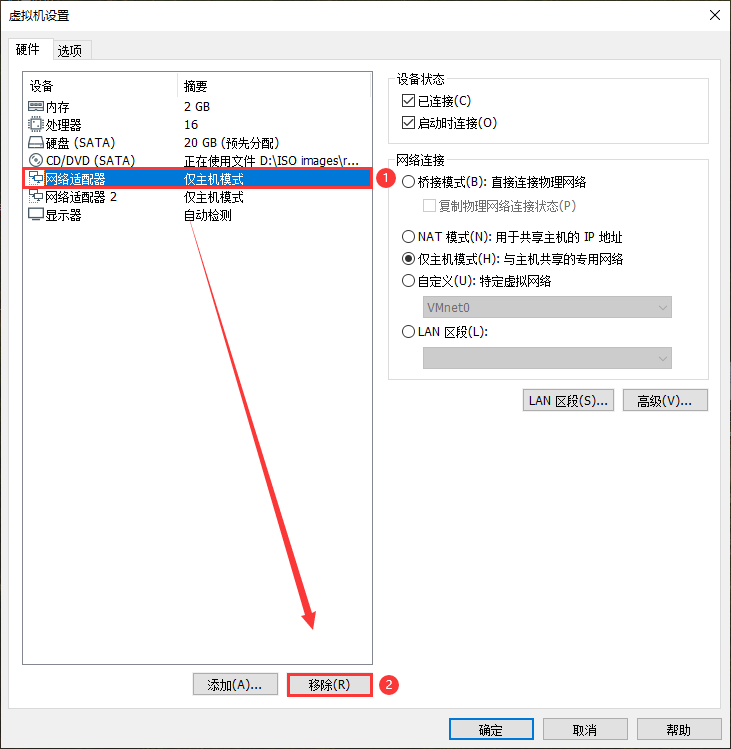 虚拟机设置
硬件 选项
设备 摘要
内存 2 GB
处理器 16
硬盘 (SATA) 20 GB (预先分配)
CD/DVD (SATA) 正在使用文件 D:\ISO images\r...
网络适配器 仅主机模式
1
网络适配器 2 仅主机模式
显示器 自动检测
设备状态
已连接(C)
启动时连接(O)
网络连接
桥接模式(B): 直接连接物理网络
复制物理网络连接状态(P)
NAT 模式(N): 用于共享主机的 IP 地址
仅主机模式(H): 与主机共享的专用网络
自定义(U): 特定虚拟网络
VMnet0
LAN 区段(L):
LAN 区段(S)... 高级(V)...
添加(A)... 移除(R) 2
确定 取消 帮助